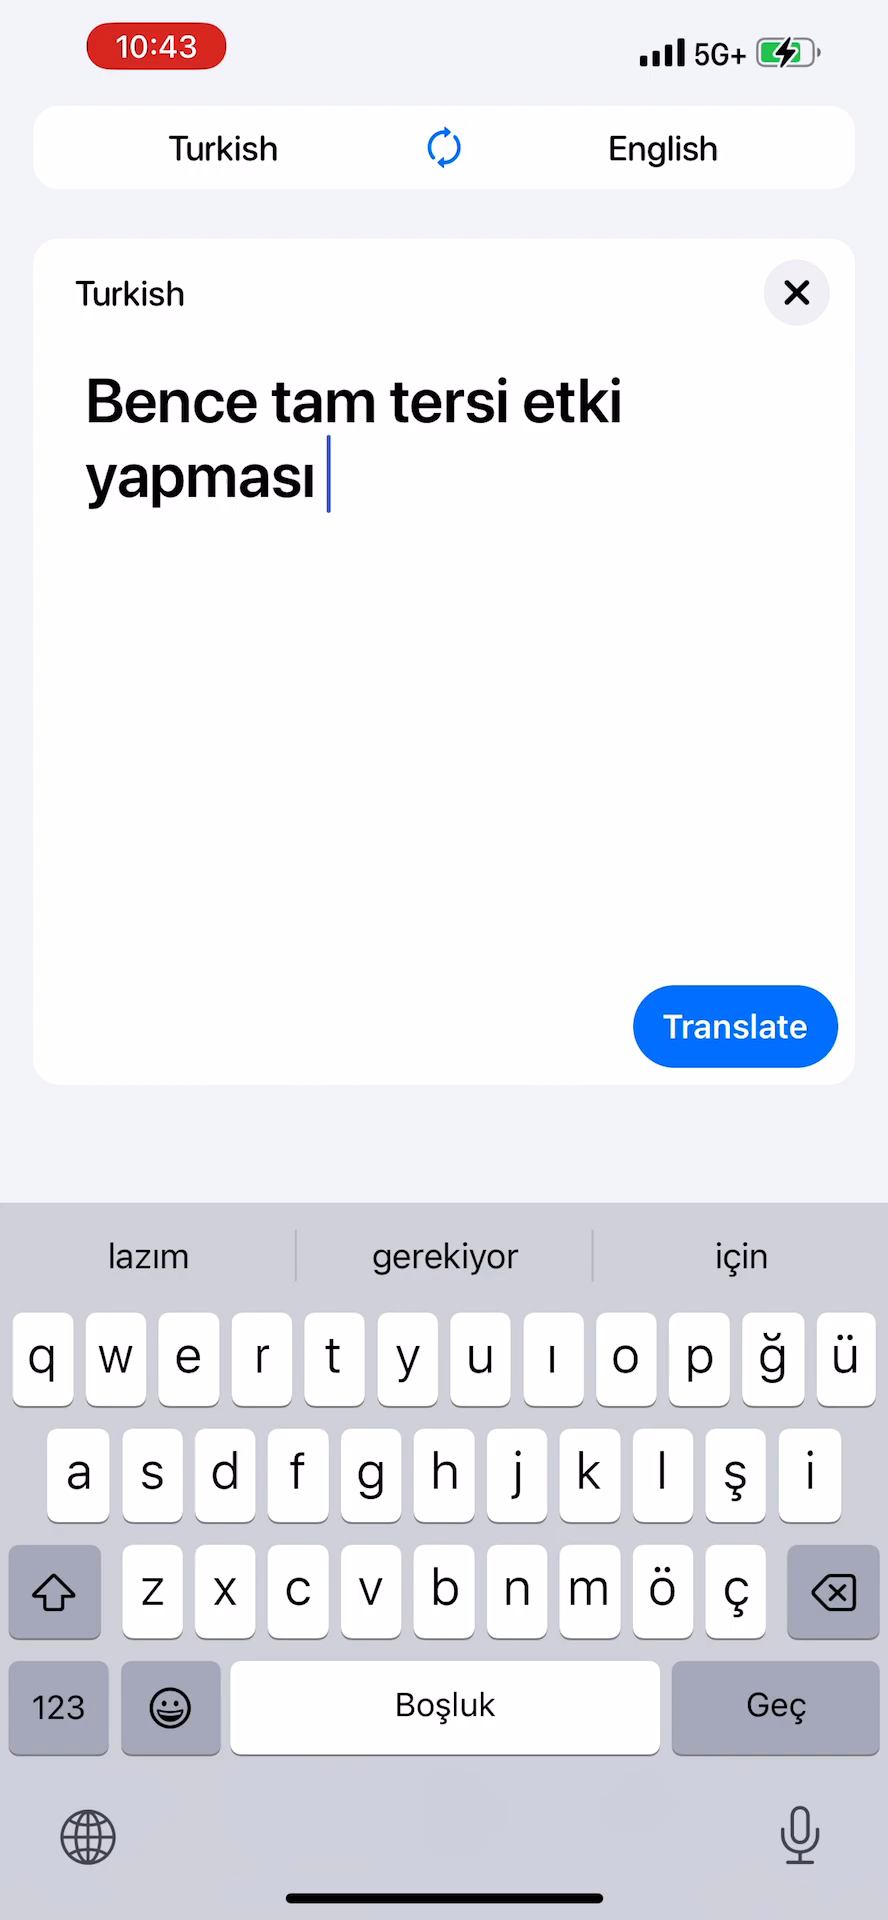 10:43 5G+
Turkish English
Turkish
Bence tam tersi etki
yapması
Translate
lazım gerekiyor için
q w e r t y u ı o p ğ ü
a s d f g h j k l ş i
z x c v b n m ö ç
123 Boşluk Geç